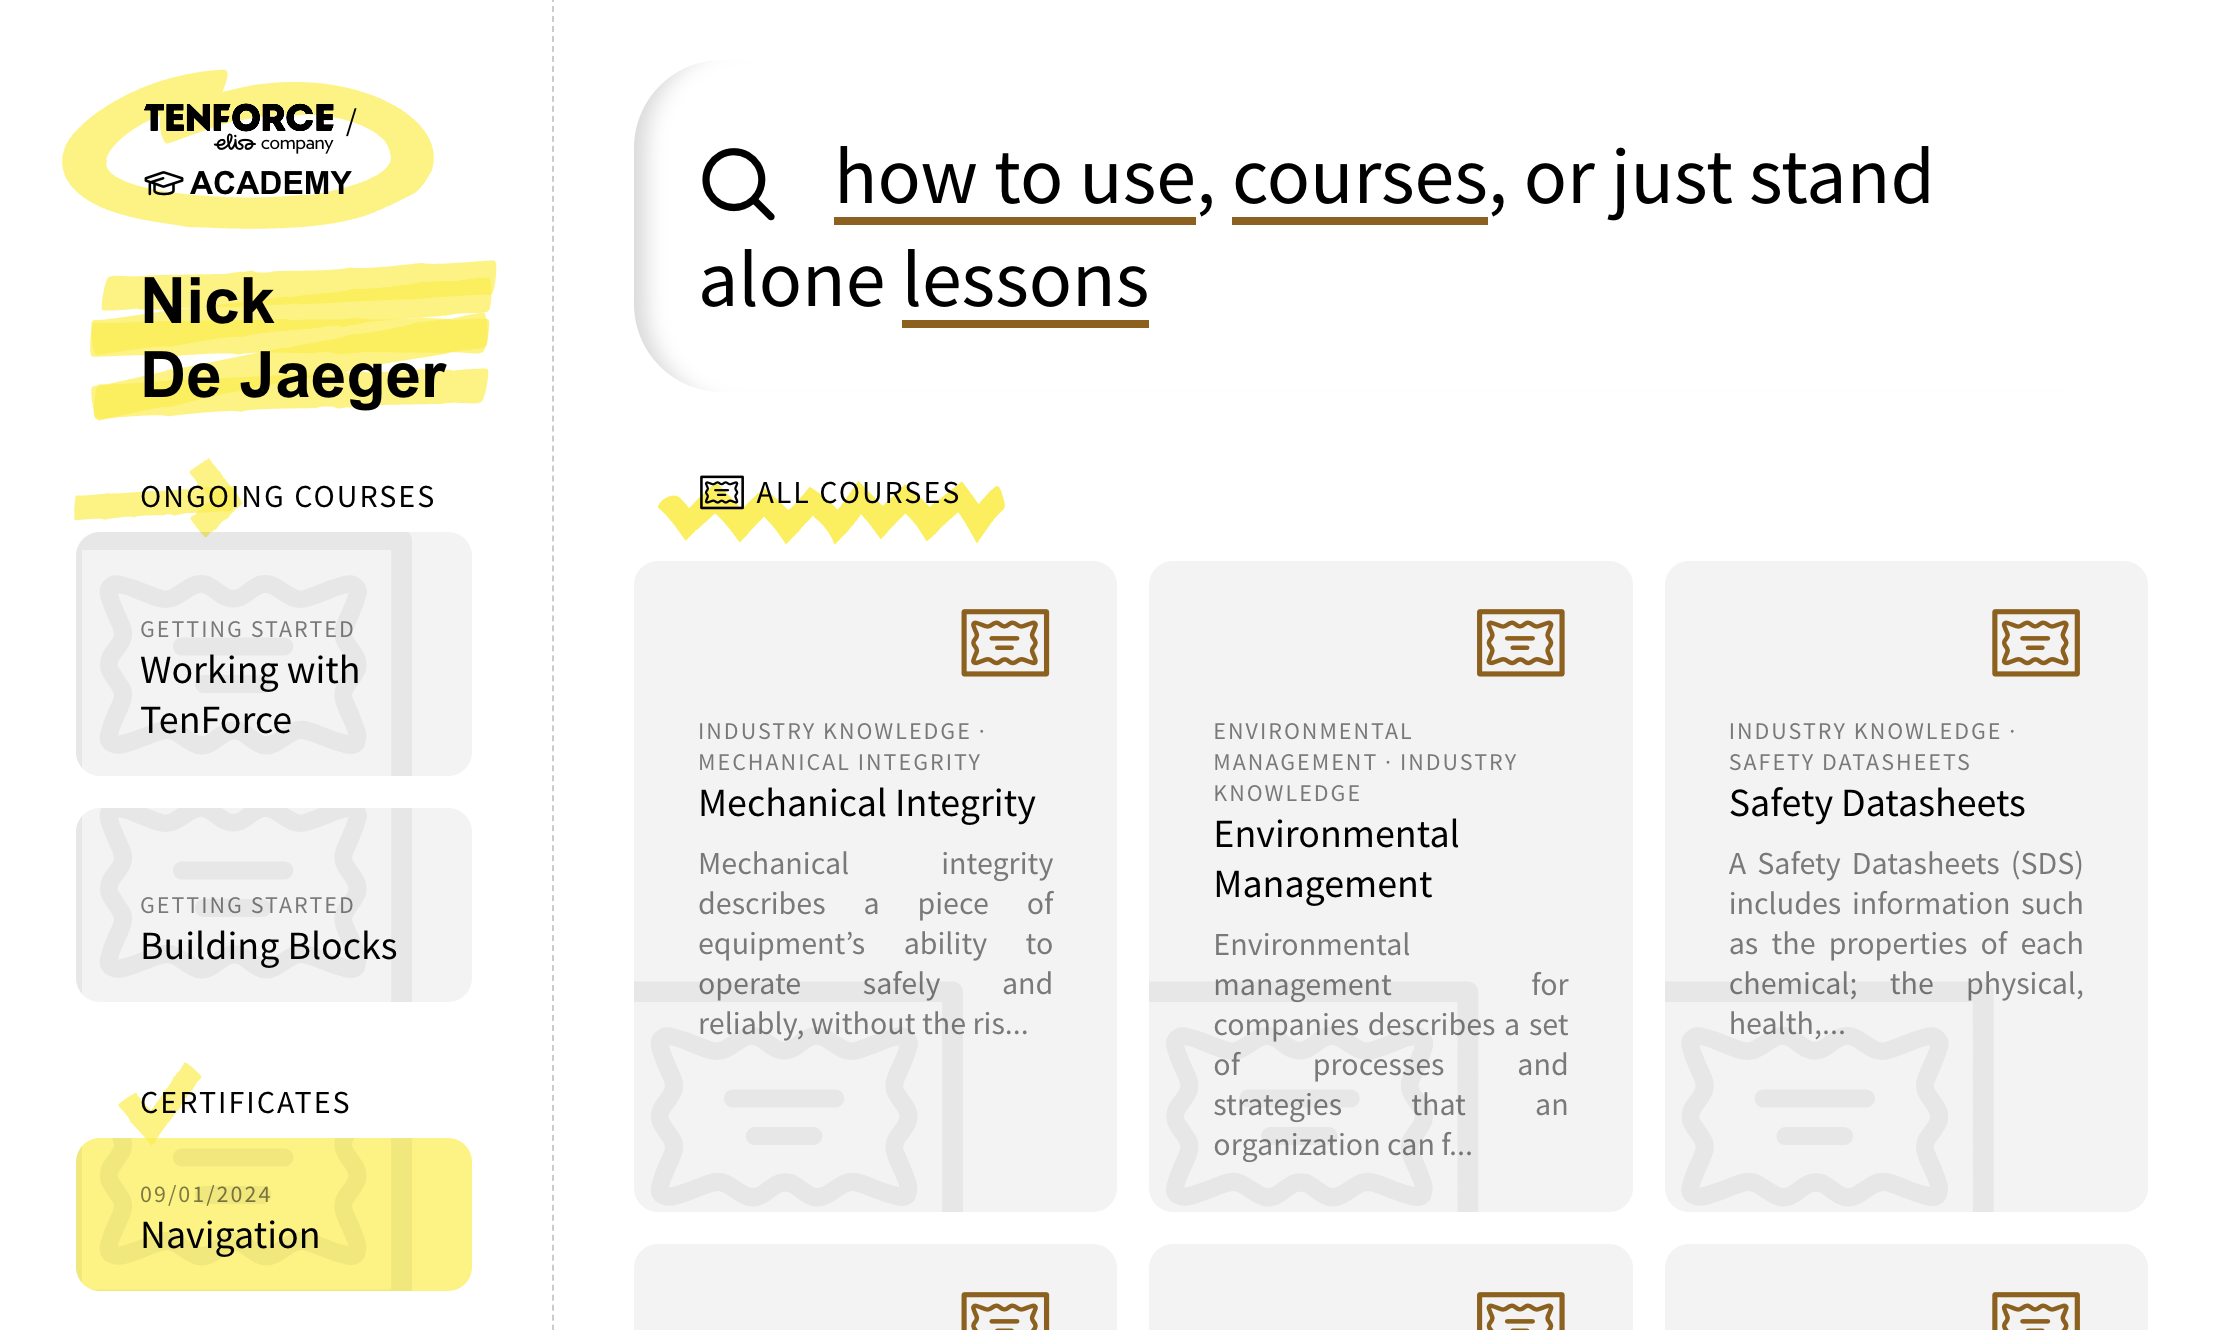 TENFORCE /
elisa company
ACADEMY
Nick
De Jaeger
ONGOING COURSES
GETTING STARTED
Working with
TenForce
GETTING STARTED
Building Blocks
CERTIFICATES
09/01/2024
Navigation
how to use, courses, or just stand
alone lessons
ALL COURSES
INDUSTRY KNOWLEDGE ·
MECHANICAL INTEGRITY
Mechanical Integrity
Mechanical integrity
describes a piece of
equipment’s ability to
operate safely and
reliably, without the ris...
ENVIRONMENTAL
MANAGEMENT · INDUSTRY
KNOWLEDGE
Environmental
Management
Environmental
management for
companies describes a set
of processes and
strategies that an
organization can f...
INDUSTRY KNOWLEDGE ·
SAFETY DATASHEETS
Safety Datasheets
A Safety Datasheets (SDS)
includes information such
as the properties of each
chemical; the physical,
health,...